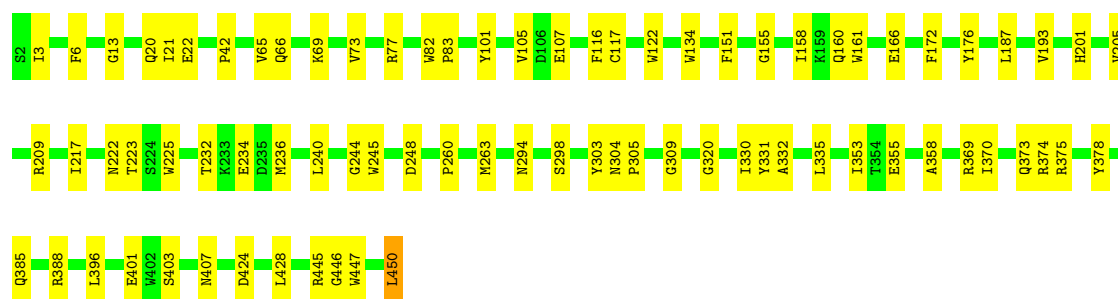 S2 I3 F6 G13 Q20 I21 E22 P42 V65 Q66 K69 V73 R77 W82 P83 Y101 V105 D106 E107 F116 C117 W122 W134 F151 G155 I158 K159 Q160 W161 E166 F172 Y176 L187 V193 H201 V205
R209 I217 N222 T223 S224 W225 T232 K233 E234 D235 M236 L240 G244 W245 D248 P260 M263 N294 S298 Y303 N304 P305 G309 G320 I330 Y331 A332 L335 I353 T354 E355 A358 R369 I370 Q373 R374 R375 Y378
Q385 R388 L396 E401 W402 S403 N407 D424 L428 R445 G446 W447 L450